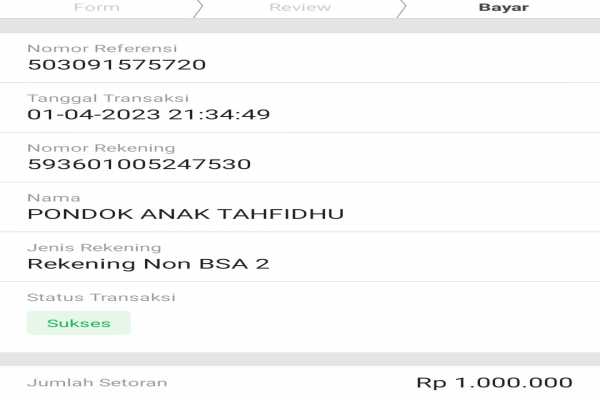 Form
Review
Bayar
Nomor Referensi
503091575720
Tanggal Transaksi
01-04-2023 21:34:49
Nomor Rekening
593601005247530
Nama
PONDOK ANAK TAHFIDHU
Jenis Rekening
Rekening Non BSA 2
Status Transaksi
Sukses
Jumlah Setoran
Rp 1.000.000